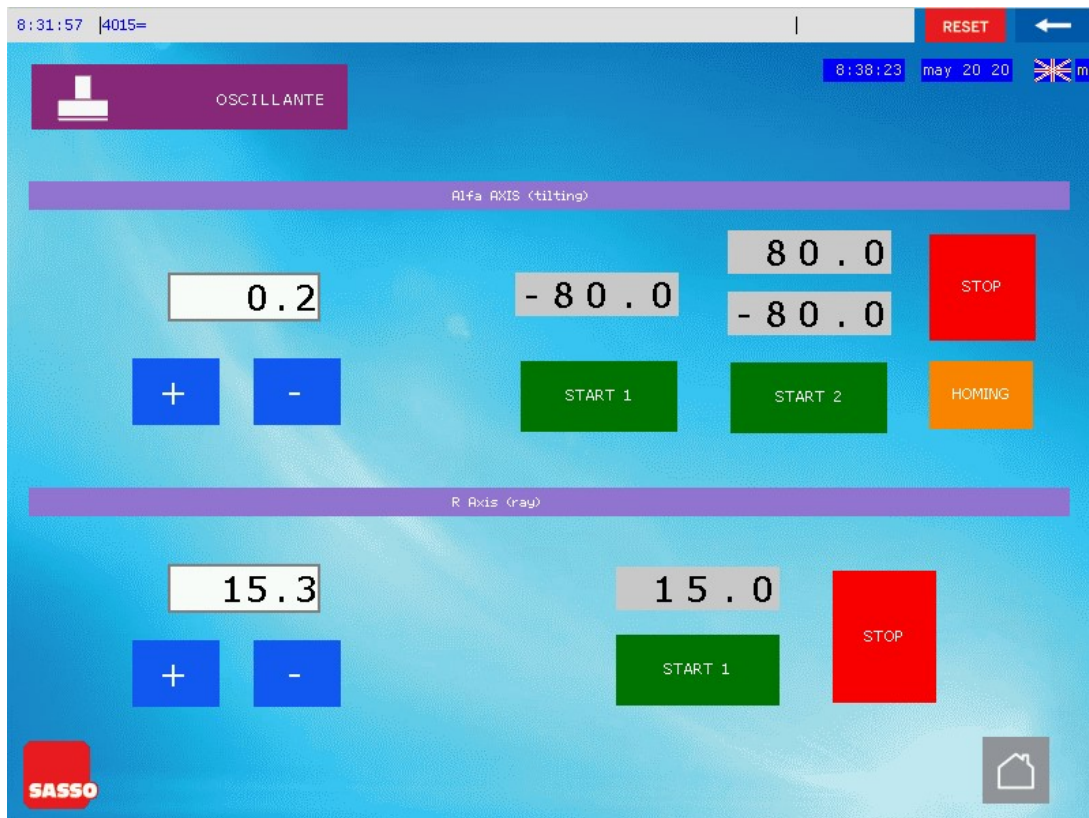 8:31:57 |4015=
RESET
8:38:23 may 20 20 m
OSCILLANTE
Alfa AXIS (tilting)
80.0
0.2 -80.0 STOP
-80.0
+ - START 1 START 2 HOMING
R Axis (ray)
15.3 15.0
STOP
+ - START 1
SASSO